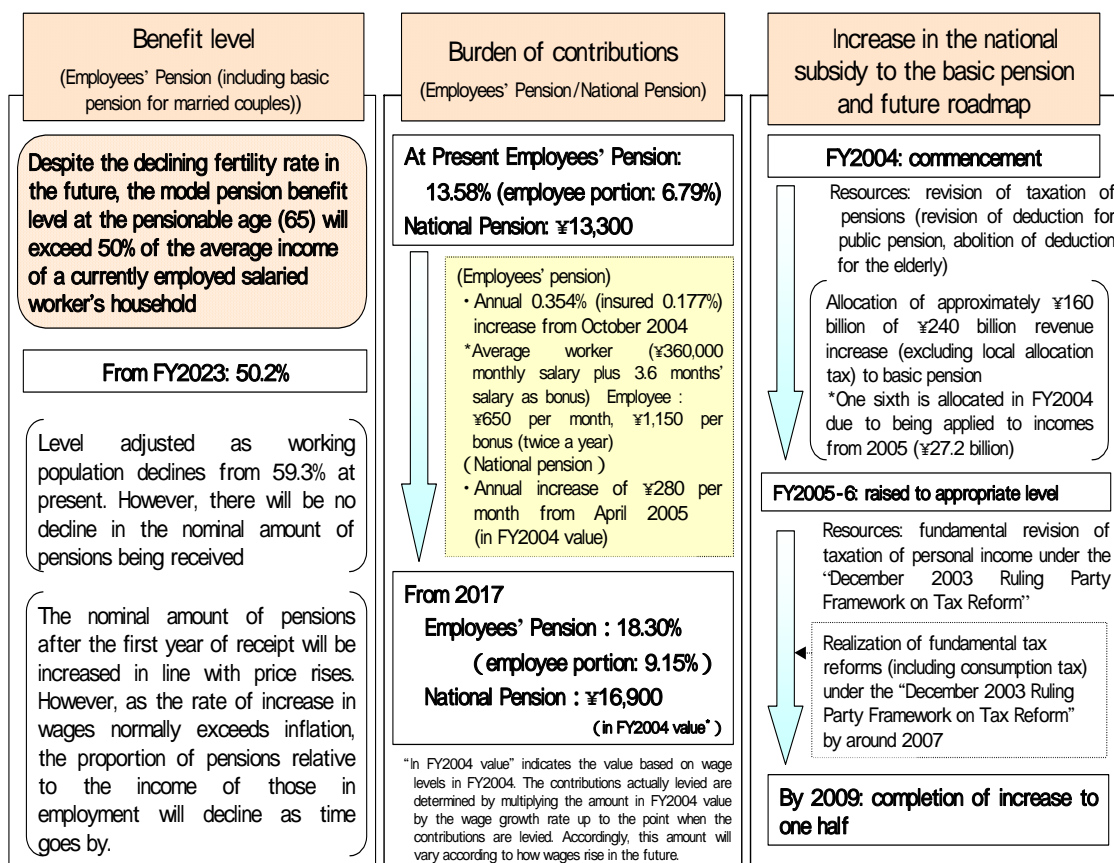 Benefit level
(Employees' Pension (including basic
pension for married couples))
Despite the declining fertility rate in
the future, the model pension benefit
level at the pensionable age (65) will
exceed 50% of the average income
of a currently employed salaried
worker's household
From FY2023: 50.2%
Level adjusted as working
population declines from 59.3% at
present. However, there will be no
decline in the nominal amount of
pensions being received
The nominal amount of pensions
after the first year of receipt will be
increased in line with price rises.
However, as the rate of increase in
wages normally exceeds inflation,
the proportion of pensions relative
to the income of those in
employment will decline as time
goes by.
Burden of contributions
(Employees' Pension/National Pension)
At Present Employees' Pension:
13.58% (employee portion: 6.79%)
National Pension: ¥13,300
(Employees' pension)
・Annual 0.354% (insured 0.177%)
increase from October 2004
*Average worker (¥360,000
monthly salary plus 3.6 months'
salary as bonus) Employee :
¥650 per month, ¥1,150 per
bonus (twice a year)
(National pension)
・Annual increase of ¥280 per
month from April 2005
(in FY2004 value)
From 2017
Employees' Pension : 18.30%
(employee portion: 9.15%)
National Pension : ¥16,900
(in FY2004 value*)
"In FY2004 value" indicates the value based on wage
levels in FY2004. The contributions actually levied are
determined by multiplying the amount in FY2004 value
by the wage growth rate up to the point when the
contributions are levied. Accordingly, this amount will
vary according to how wages rise in the future.
Increase in the national
subsidy to the basic pension
and future roadmap
FY2004: commencement
Resources: revision of taxation of
pensions (revision of deduction for
public pension, abolition of deduction
for the elderly)
Allocation of approximately ¥160
billion of ¥240 billion revenue
increase (excluding local allocation
tax) to basic pension
*One sixth is allocated in FY2004
due to being applied to incomes
from 2005 (¥27.2 billion)
FY2005-6: raised to appropriate level
Resources: fundamental revision of
taxation of personal income under the
"December 2003 Ruling Party
Framework on Tax Reform"
Realization of fundamental tax
reforms (including consumption tax)
under the "December 2003 Ruling
Party Framework on Tax Reform"
by around 2007
By 2009: completion of increase to
one half